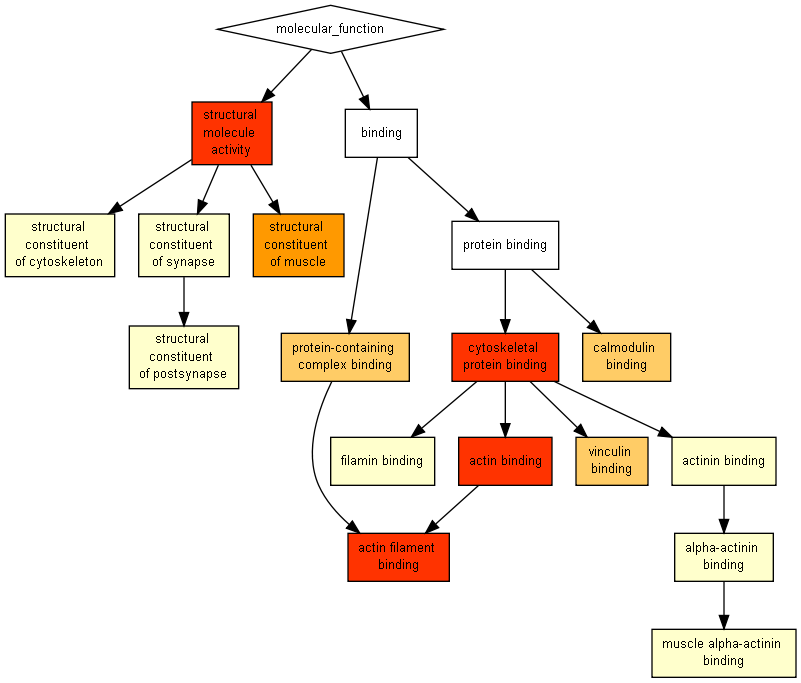 molecular_function
structural
molecule
activity
binding
structural
constituent
of cytoskeleton
structural
constituent
of synapse
structural
constituent
of muscle
protein binding
structural
constituent
of postsynapse
protein-containing
complex binding
cytoskeletal
protein binding
calmodulin
binding
filamin binding
actin binding
vinculin
binding
actinin binding
actin filament
binding
alpha-actinin
binding
muscle alpha-actinin
binding